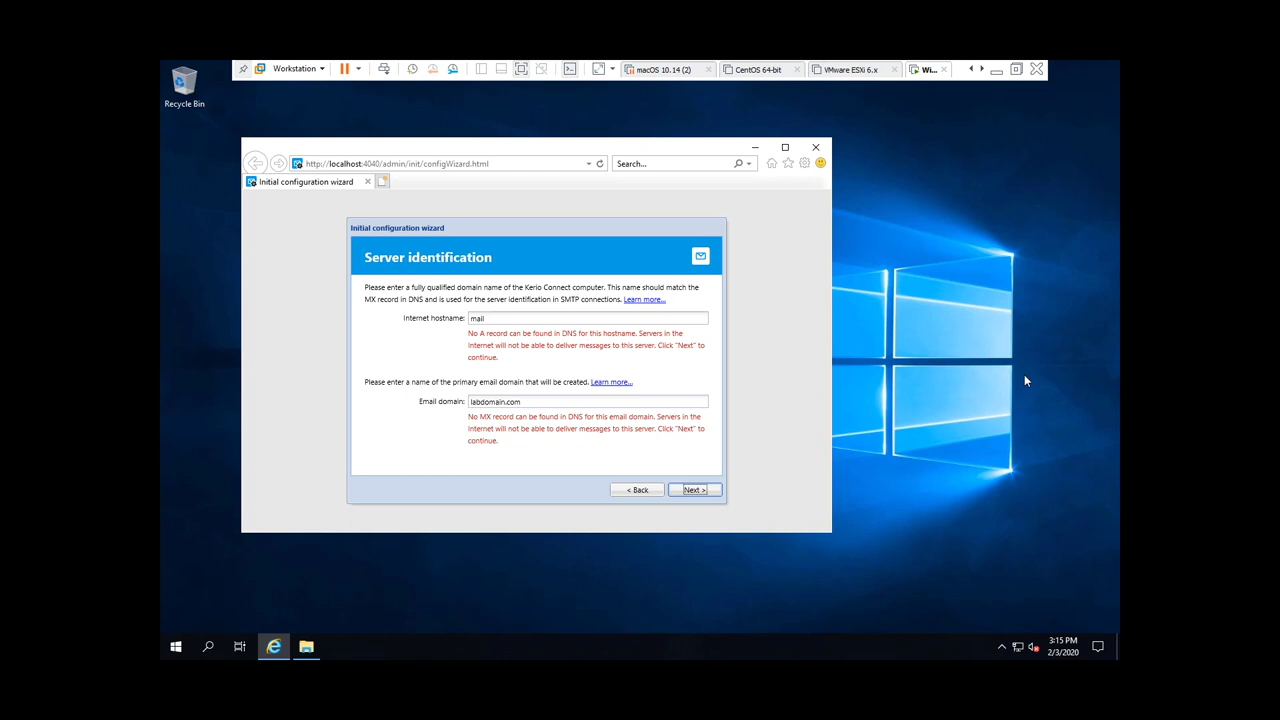 Recycle Bin
Workstation
macOS 10.14 (2)
CentOS 64-bit
VMware ESXi 6.x
Wi...
http://localhost:4040/admin/init/configWizard.html
Search...
Initial configuration wizard
Initial configuration wizard
Server identification
Please enter a fully qualified domain name of the Kerio Connect computer. This name should match the
MX record in DNS and is used for the server identification in SMTP connections. Learn more...
Internet hostname: mail
No A record can be found in DNS for this hostname. Servers in the
Internet will not be able to deliver messages to this server. Click "Next" to
continue.
Please enter a name of the primary email domain that will be created. Learn more...
Email domain: labdomain.com
No MX record can be found in DNS for this email domain. Servers in the
Internet will not be able to deliver messages to this server. Click "Next" to
continue.
< Back
Next >
3:15 PM
2/3/2020